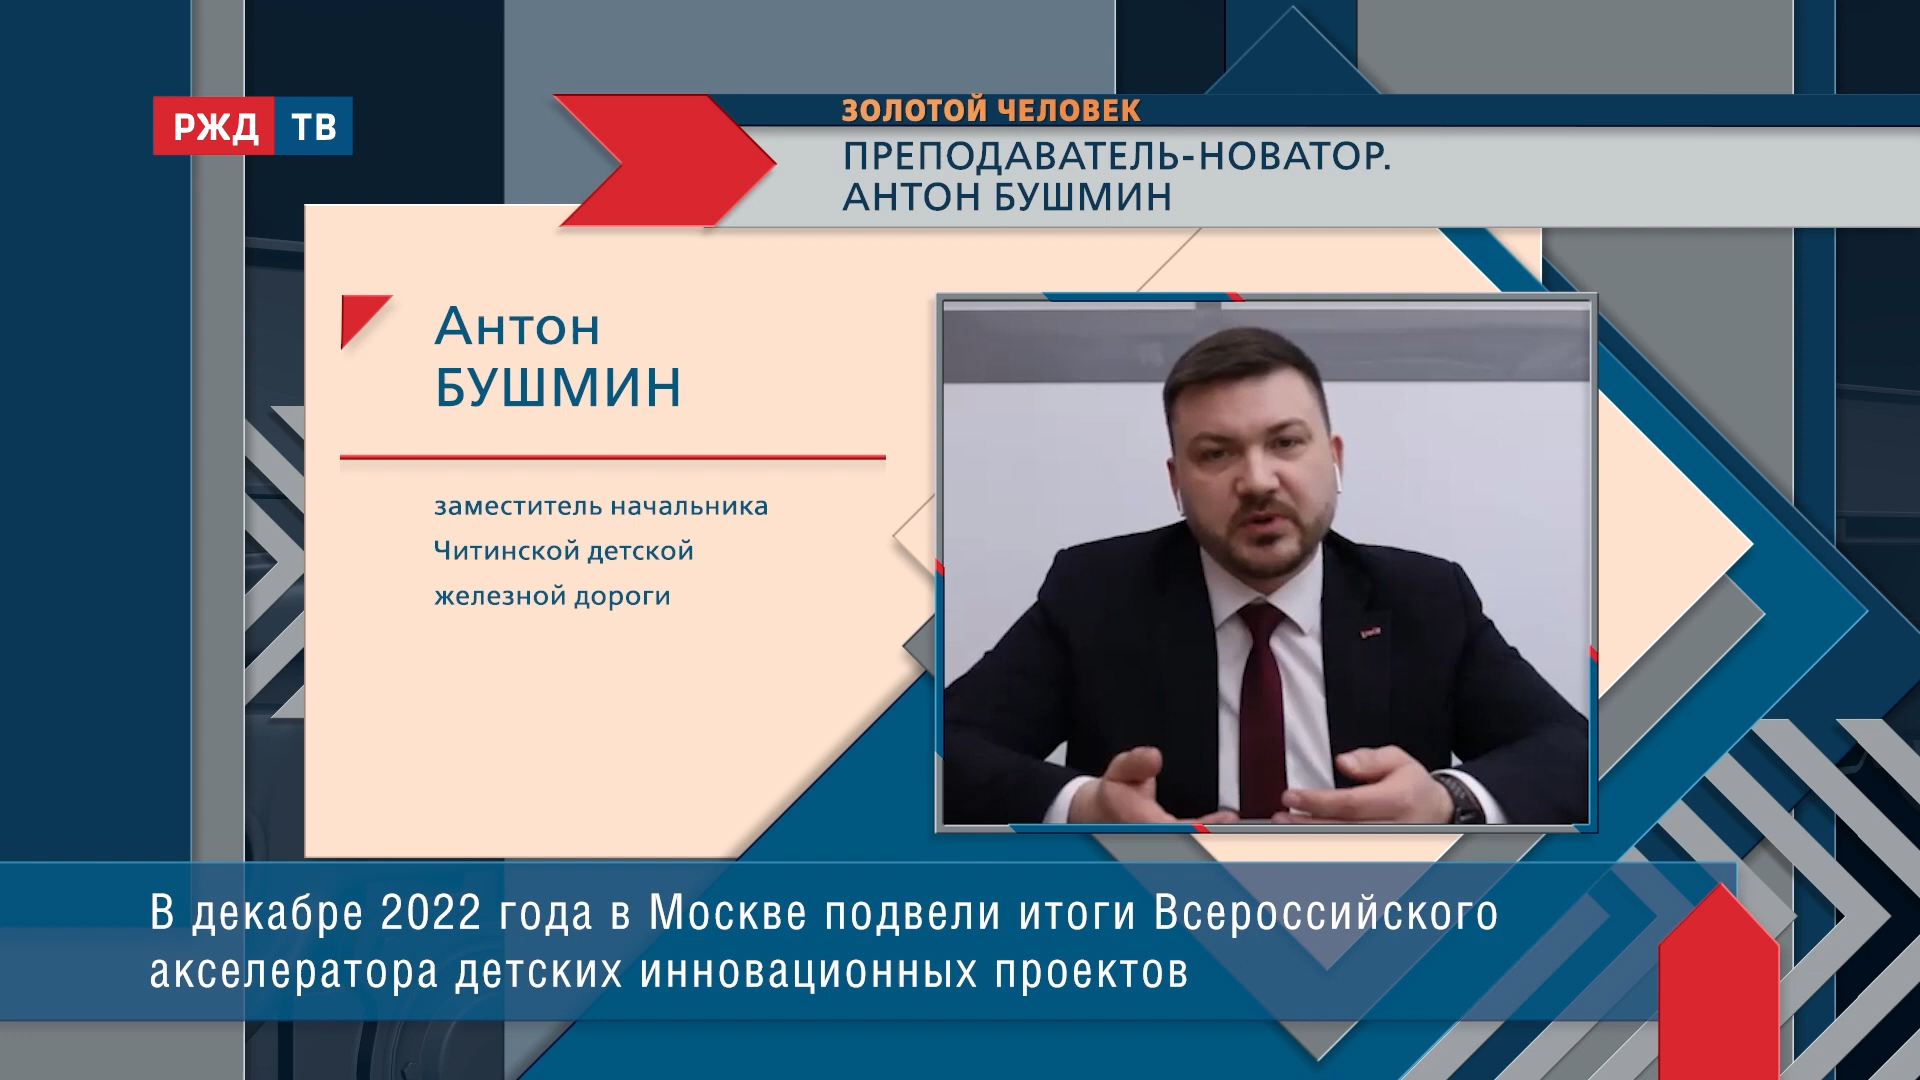 РЖД ТВ
ЗОЛОТОЙ ЧЕЛОВЕК
ПРЕПОДАВАТЕЛЬ-НОВАТОР.
АНТОН БУШМИН
Антон
БУШМИН
заместитель начальника
Читинской детской
железной дороги
В декабре 2022 года в Москве подвели итоги Всероссийского
акселератора детских инновационных проектов